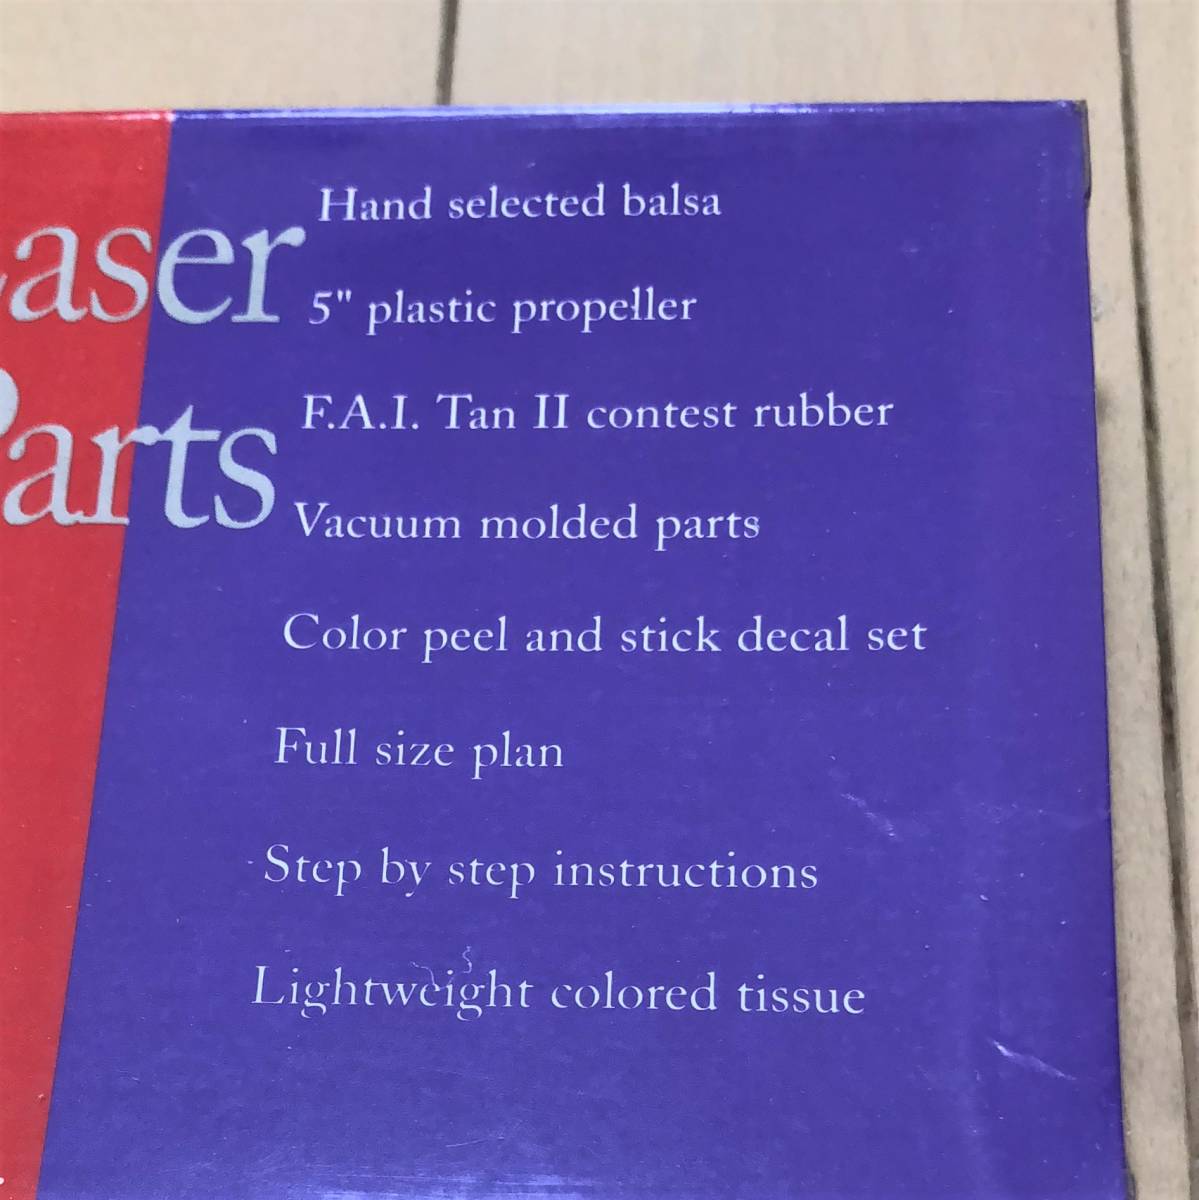 aser
arts
Hand selected balsa
5" plastic propeller
F.A.I. Tan II contest rubber
Vacuum molded parts
Color peel and stick decal set
Full size plan
Step by step instructions
Lightweight colored tissue